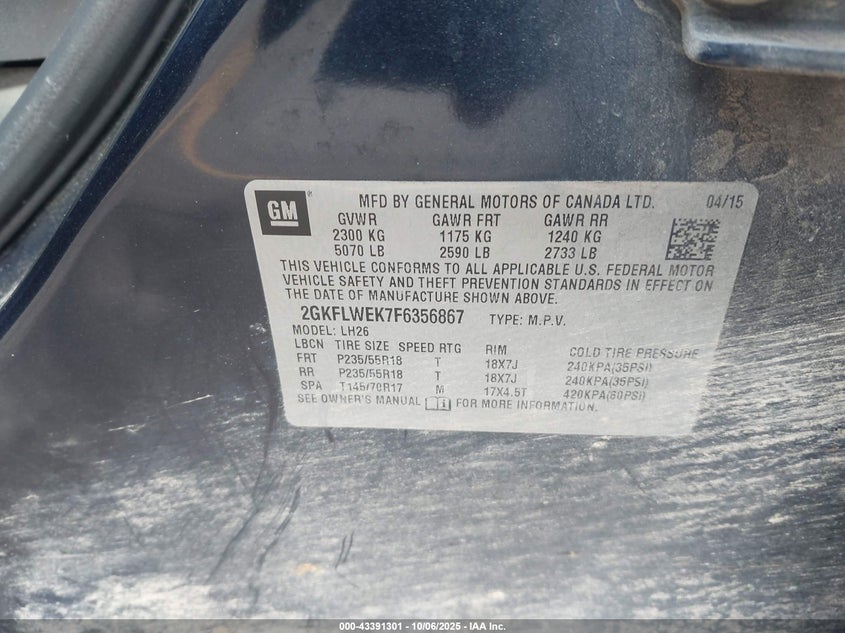 GM
MFD BY GENERAL MOTORS OF CANADA LTD. 04/15
GVWR GAWR FRT GAWR RR
2300 KG 1175 KG 1240 KG
5070 LB 2590 LB 2733 LB
THIS VEHICLE CONFORMS TO ALL APPLICABLE U.S. FEDERAL MOTOR
VEHICLE SAFETY AND THEFT PREVENTION STANDARDS IN EFFECT ON
THE DATE OF MANUFACTURE SHOWN ABOVE.
2GKFLWEK7F6356867 TYPE: M.P.V.
MODEL: LH26
LBCN TIRE SIZE SPEED RTG RIM COLD TIRE PRESSURE
FRT P235/55R18 T 18X7J 240KPA(35PSI)
RR P235/55R18 T 18X7J 240KPA(35PSI)
SPA T145/70R17 M 17X4.5T 420KPA(60PSI)
SEE OWNER'S MANUAL FOR MORE INFORMATION.
000-43391301 - 10/06/2025 - IAA Inc.